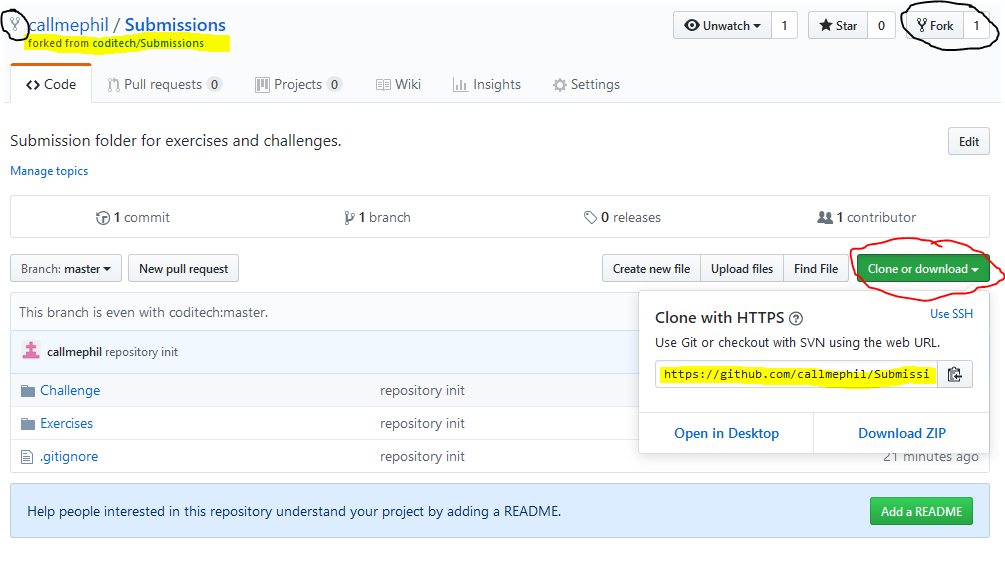 callmephil / Submissions
forked from coditech/Submissions
Unwatch 1 Star 0 Fork 1
Code Pull requests 0 Projects 0 Wiki Insights Settings
Submission folder for exercises and challenges.
Edit
Manage topics
1 commit 1 branch 0 releases 1 contributor
Branch: master New pull request Create new file Upload files Find File Clone or download
This branch is even with coditech:master.
callmephil repository init
Challenge repository init
Exercises repository init
.gitignore repository init 21 minutes ago
Clone with HTTPS ? Use SSH
Use Git or checkout with SVN using the web URL.
https://github.com/callmephil/Submissi
Open in Desktop Download ZIP
Help people interested in this repository understand your project by adding a README.
Add a README